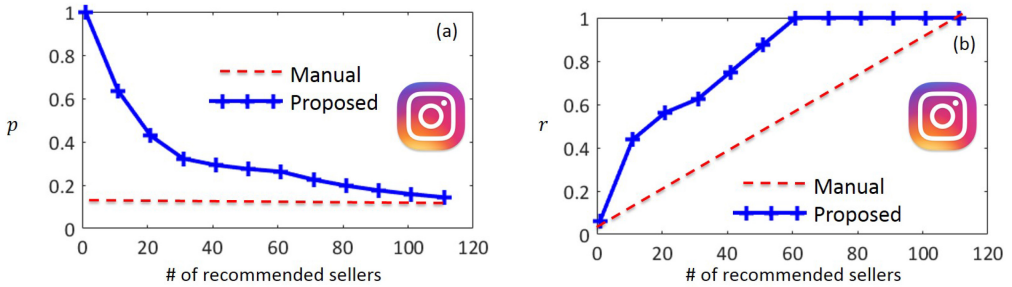 1
0.8
0.6
0.4
0.2
0
p
(a)
Manual
Proposed
0 20 40 60 80 100 120
# of recommended sellers
1
0.8
0.6
0.4
0.2
0
r
(b)
Manual
Proposed
0 20 40 60 80 100 120
# of recommended sellers